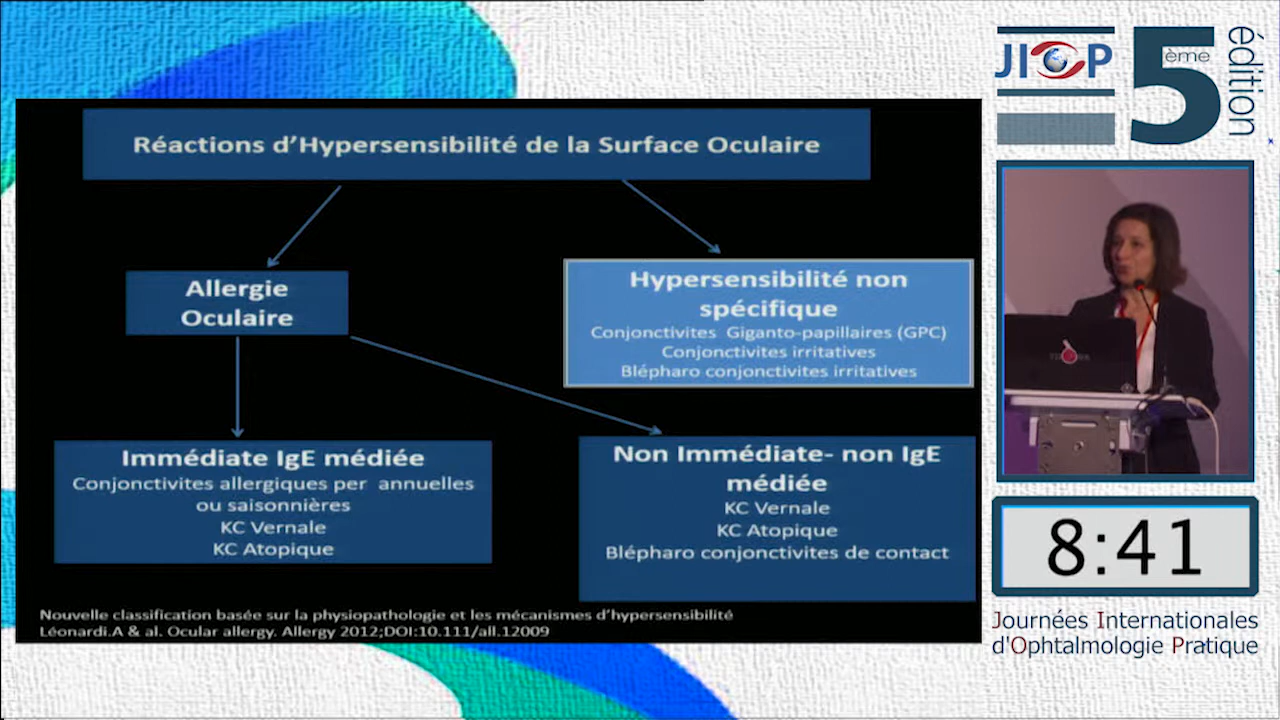 Réactions d'Hypersensibilité de la Surface Oculaire
Allergie
Oculaire
Hypersensibilité non
spécifique
Conjonctivites Giganto-papillaires (GPC)
Conjonctivites irritatives
Blépharo conjonctivites irritatives
Immédiate IgE médiée
Conjonctivites allergiques per annuelles
ou saisonnières
KC Vernale
KC Atopique
Non Immédiate- non IgE
médiée
KC Vernale
KC Atopique
Blépharo conjonctivites de contact
Nouvelle classification basée sur la physiopathologie et les mécanismes d'hypersensibilité
Léonardi.A & al. Ocular allergy. Allergy 2012;DOI:10.111/all.12009
JIOP
5
ème
édition
8:41
Journées Internationales
d'Ophtalmologie Pratique